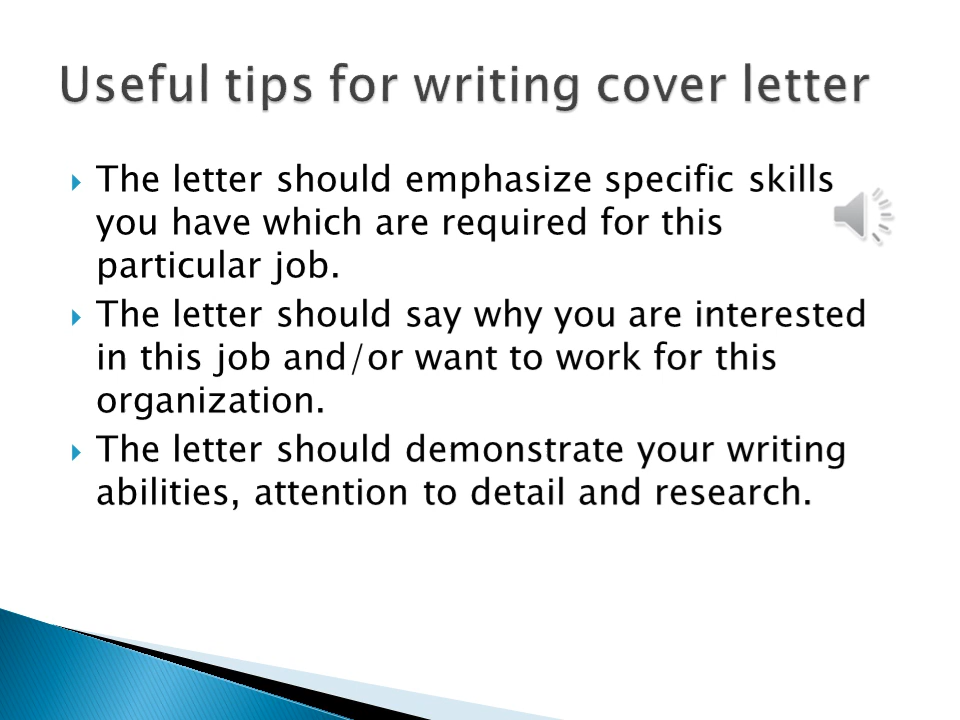 Useful tips for writing cover letter
The letter should emphasize specific skills
you have which are required for this
particular job.
The letter should say why you are interested
in this job and/or want to work for this
organization.
The letter should demonstrate your writing
abilities, attention to detail and research.